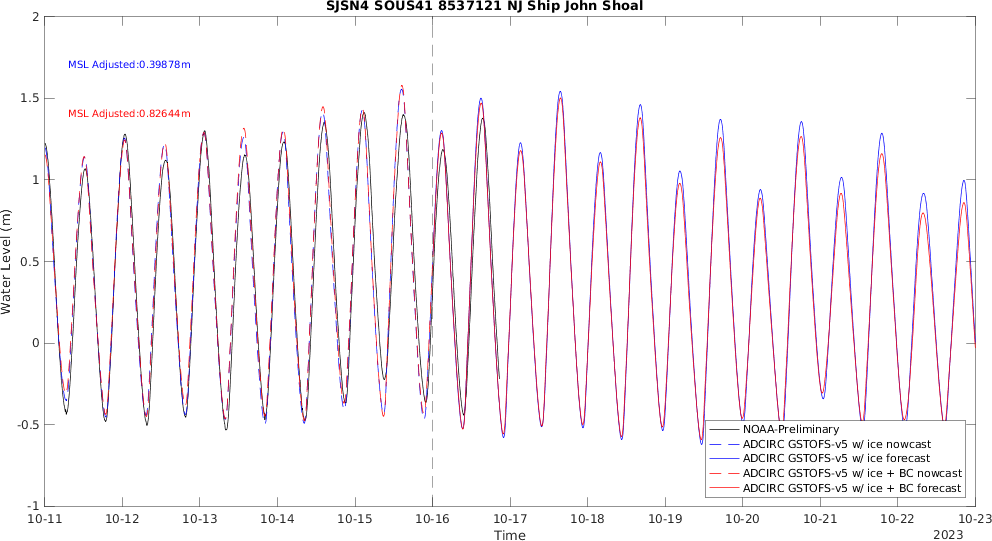 SJSN4 SOUS41 8537121 NJ Ship John Shoal
MSL Adjusted:0.39878m
MSL Adjusted:0.82644m
Water Level (m)
2
1.5
1
0.5
0
-0.5
-1
NOAA-Preliminary
ADCIRC GSTOFS-v5 w/ ice nowcast
ADCIRC GSTOFS-v5 w/ ice forecast
ADCIRC GSTOFS-v5 w/ ice + BC nowcast
ADCIRC GSTOFS-v5 w/ ice + BC forecast
10-11 10-12 10-13 10-14 10-15 10-16 10-17 10-18 10-19 10-20 10-21 10-22 10-23
Time
2023